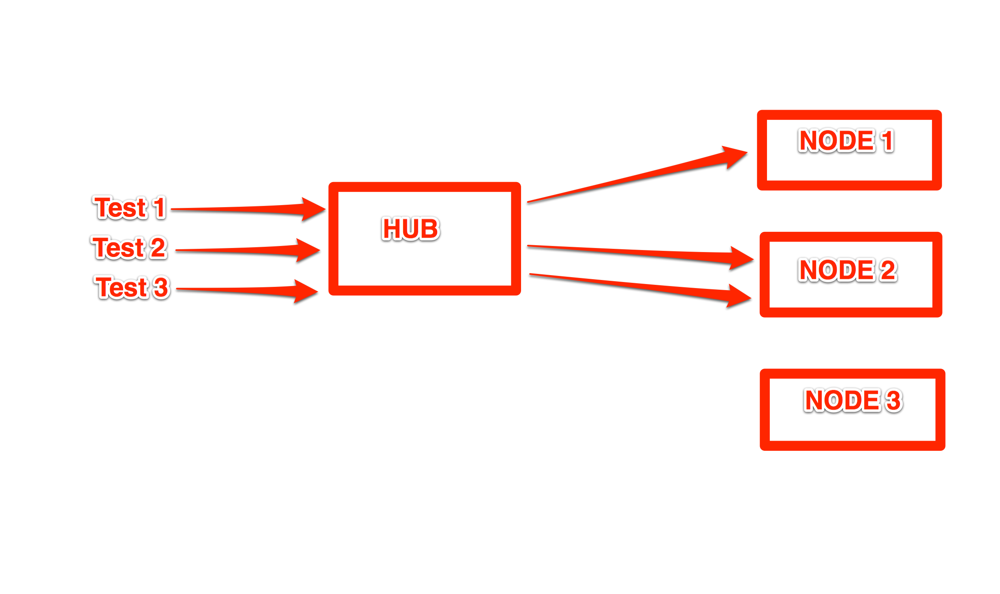 Test 1
Test 2
Test 3
HUB
NODE 1
NODE 2
NODE 3